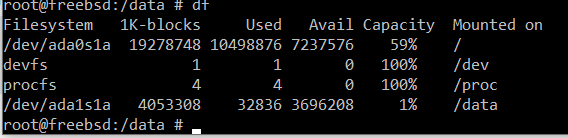 root@freebsd:/data # df
Filesystem 1K-blocks Used Avail Capacity Mounted on
/dev/ada0s1a 19278748 10498876 7237576 59% /
devfs 1 1 0 100% /dev
procfs 4 4 0 100% /proc
/dev/ada1s1a 4053308 32836 3696208 1% /data
root@freebsd:/data #